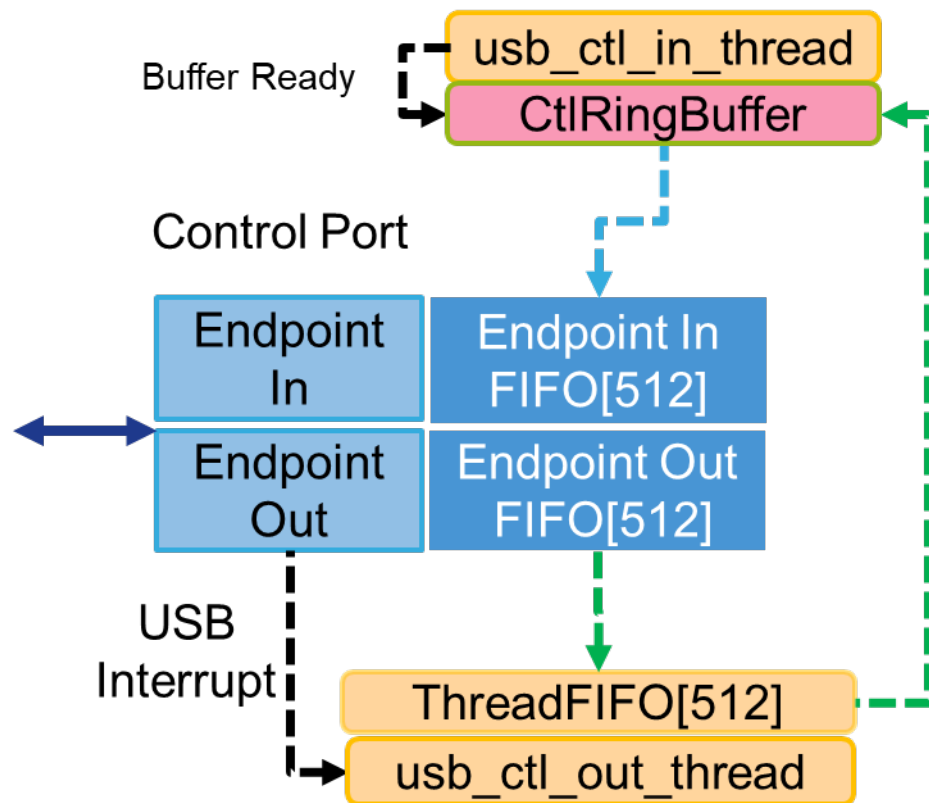 usb_ctl_in_thread
Buffer Ready
CtlRingBuffer
Control Port
Endpoint
In
Endpoint In
FIFO[512]
Endpoint
Out
Endpoint Out
FIFO[512]
USB
Interrupt
ThreadFIFO[512]
usb_ctl_out_thread